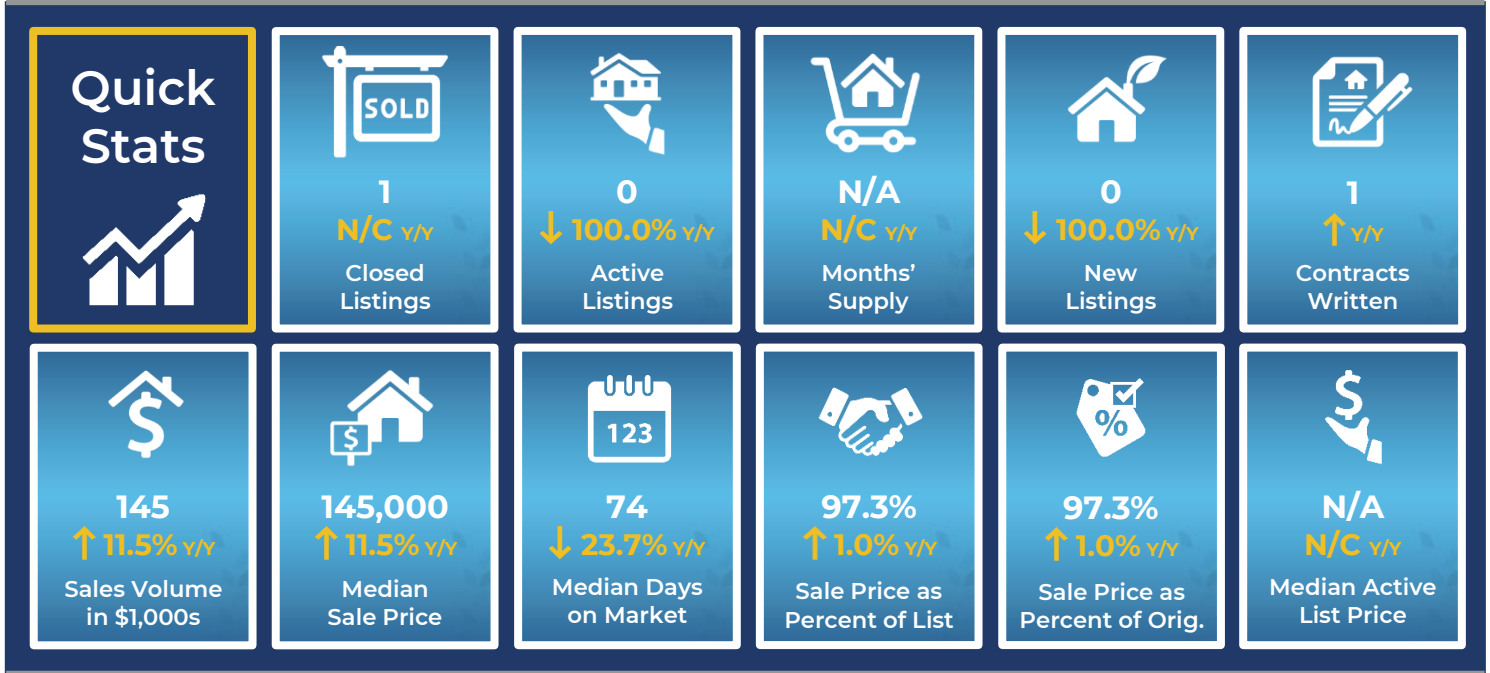 Quick
Stats
SOLD
1
N/C Y/Y
Closed
Listings
0
↓ 100.0% Y/Y
Active
Listings
N/A
N/C Y/Y
Months’
Supply
0
↓ 100.0% Y/Y
New
Listings
1
↑ Y/Y
Contracts
Written
$
145
↑ 11.5% Y/Y
Sales Volume
in $1,000s
$
145,000
↑ 11.5% Y/Y
Median
Sale Price
123
74
↓ 23.7% Y/Y
Median Days
on Market
97.3%
↑ 1.0% Y/Y
Sale Price as
Percent of List
%
97.3%
↑ 1.0% Y/Y
Sale Price as
Percent of Orig.
$
N/A
N/C Y/Y
Median Active
List Price